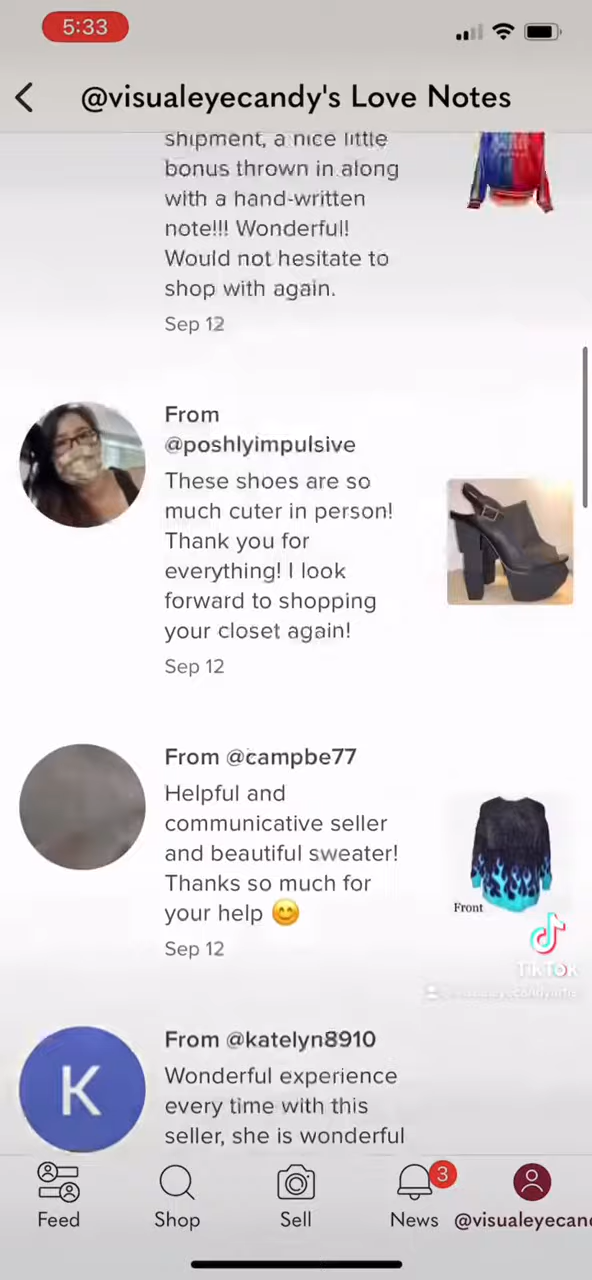 5:33
@visualeyecandy's Love Notes
shipment, a nice little
bonus thrown in along
with a hand-written
note!!! Wonderful!
Would not hesitate to
shop with again.
Sep 12
From
@poshlyimpulsive
These shoes are so
much cuter in person!
Thank you for
everything! I look
forward to shopping
your closet again!
Sep 12
From @campbe77
Helpful and
communicative seller
and beautiful sweater!
Thanks so much for
your help 😊
Sep 12
Front
TikTok
From @katelyn8910
K
Wonderful experience
every time with this
seller, she is wonderful
3
Feed
Shop
Sell
News
@visualeyecan